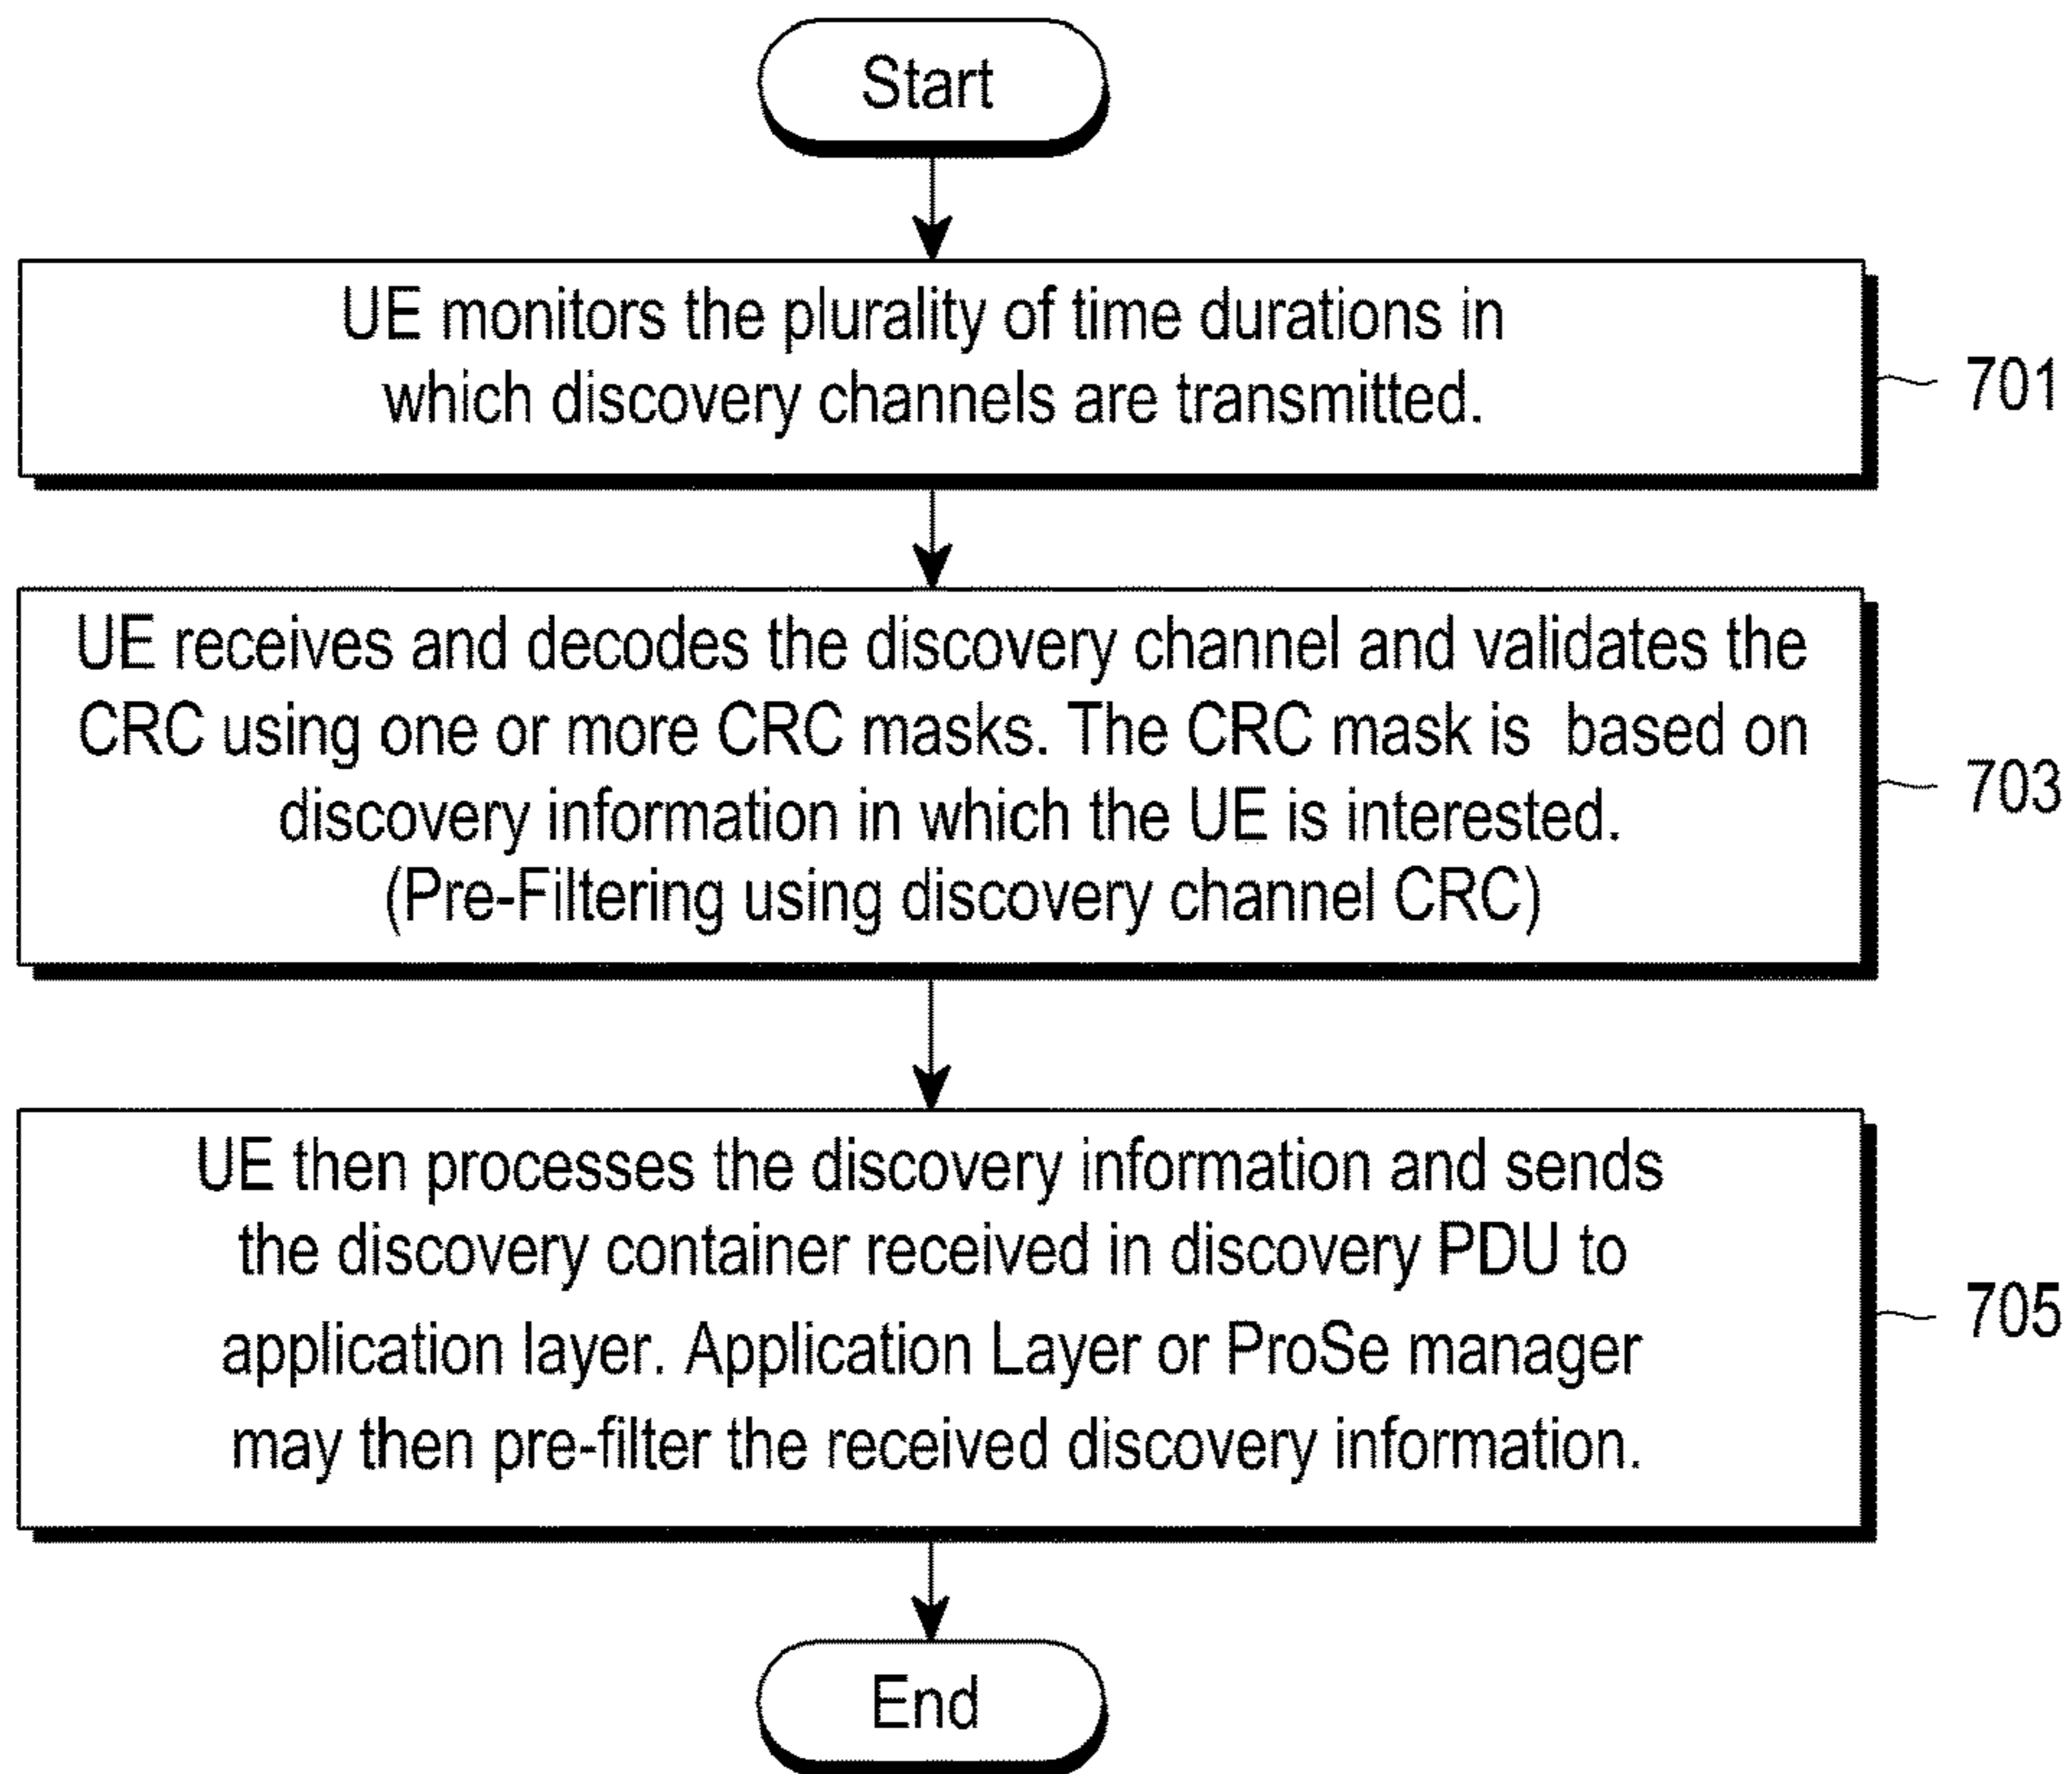 Start
UE monitors the plurality of time durations in
which discovery channels are transmitted.
701
UE receives and decodes the discovery channel and validates the
CRC using one or more CRC masks. The CRC mask is based on
discovery information in which the UE is interested.
(Pre-Filtering using discovery channel CRC)
703
UE then processes the discovery information and sends
the discovery container received in discovery PDU to
application layer. Application Layer or ProSe manager
may then pre-filter the received discovery information.
705
End